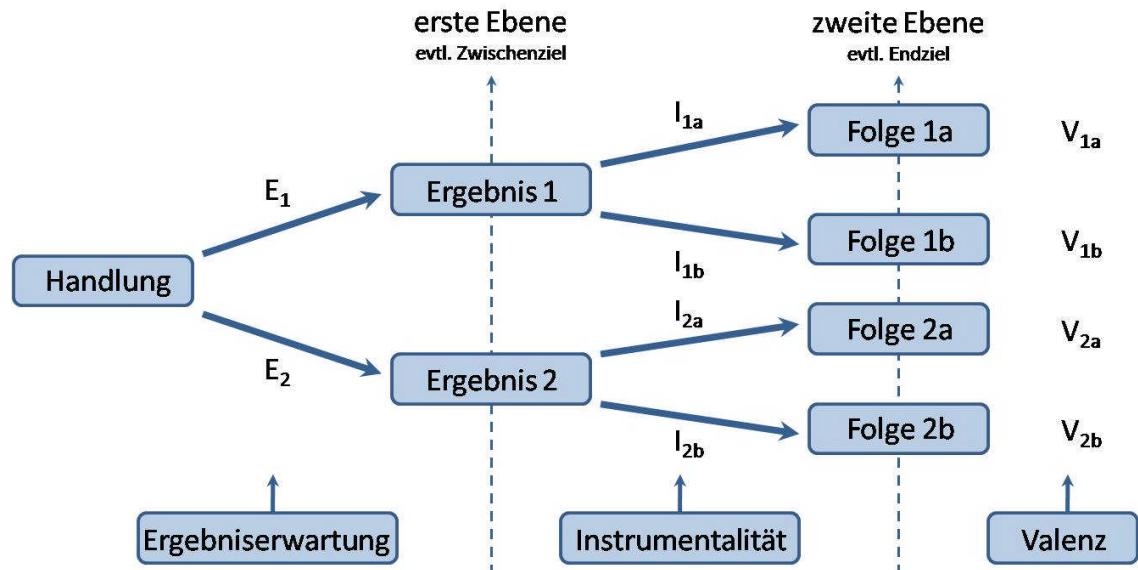 erste Ebene
evtl. Zwischenziel
zweite Ebene
evtl. Endziel
I1a
Folge 1a
V1a
E1
Ergebnis 1
Folge 1b
V1b
I1b
Handlung
I2a
Folge 2a
V2a
E2
Ergebnis 2
Folge 2b
V2b
I2b
Ergebniserwartung
Instrumentalität
Valenz